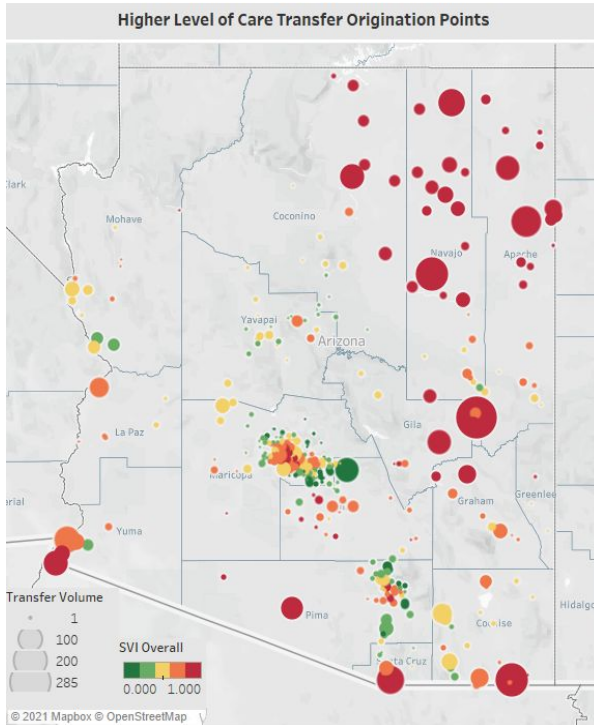 Higher Level of Care Transfer Origination Points
Clark
Mohave
Coconino
Navajo
Apache
Yavapai
Arizona
La Paz
Gila
Maricopa
Graham
Greenlee
Yuma
Pima
Cochise
Hidalgo
Santa Cruz
Transfer Volume
1
100
200
285
SVI Overall
0.000 1.000
© 2021 Mapbox © OpenStreetMap